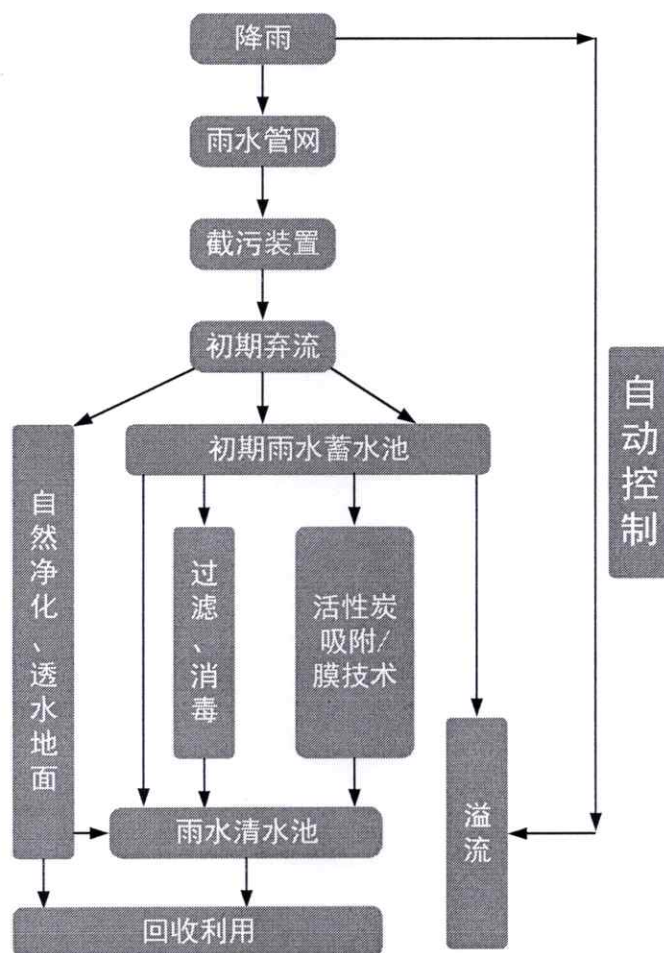 降雨
雨水管网
截污装置
初期弃流
自动控制
初期雨水蓄水池
自然净化、透水地面
过滤、消毒
活性炭
吸附/
膜技术
溢流
雨水清水池
回收利用